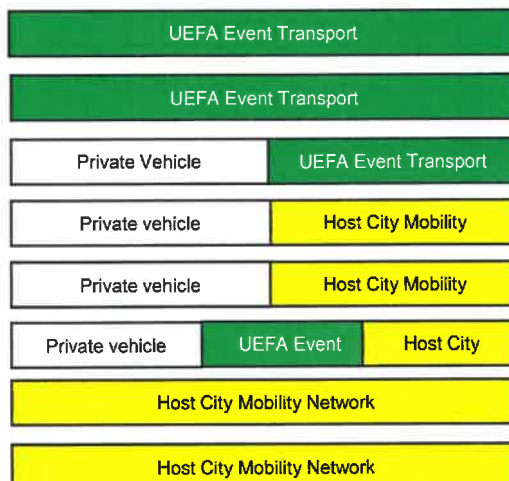 UEFA Event Transport
UEFA Event Transport
Private Vehicle UEFA Event Transport
Private vehicle Host City Mobility
Private vehicle Host City Mobility
Private vehicle UEFA Event Host City
Host City Mobility Network
Host City Mobility Network